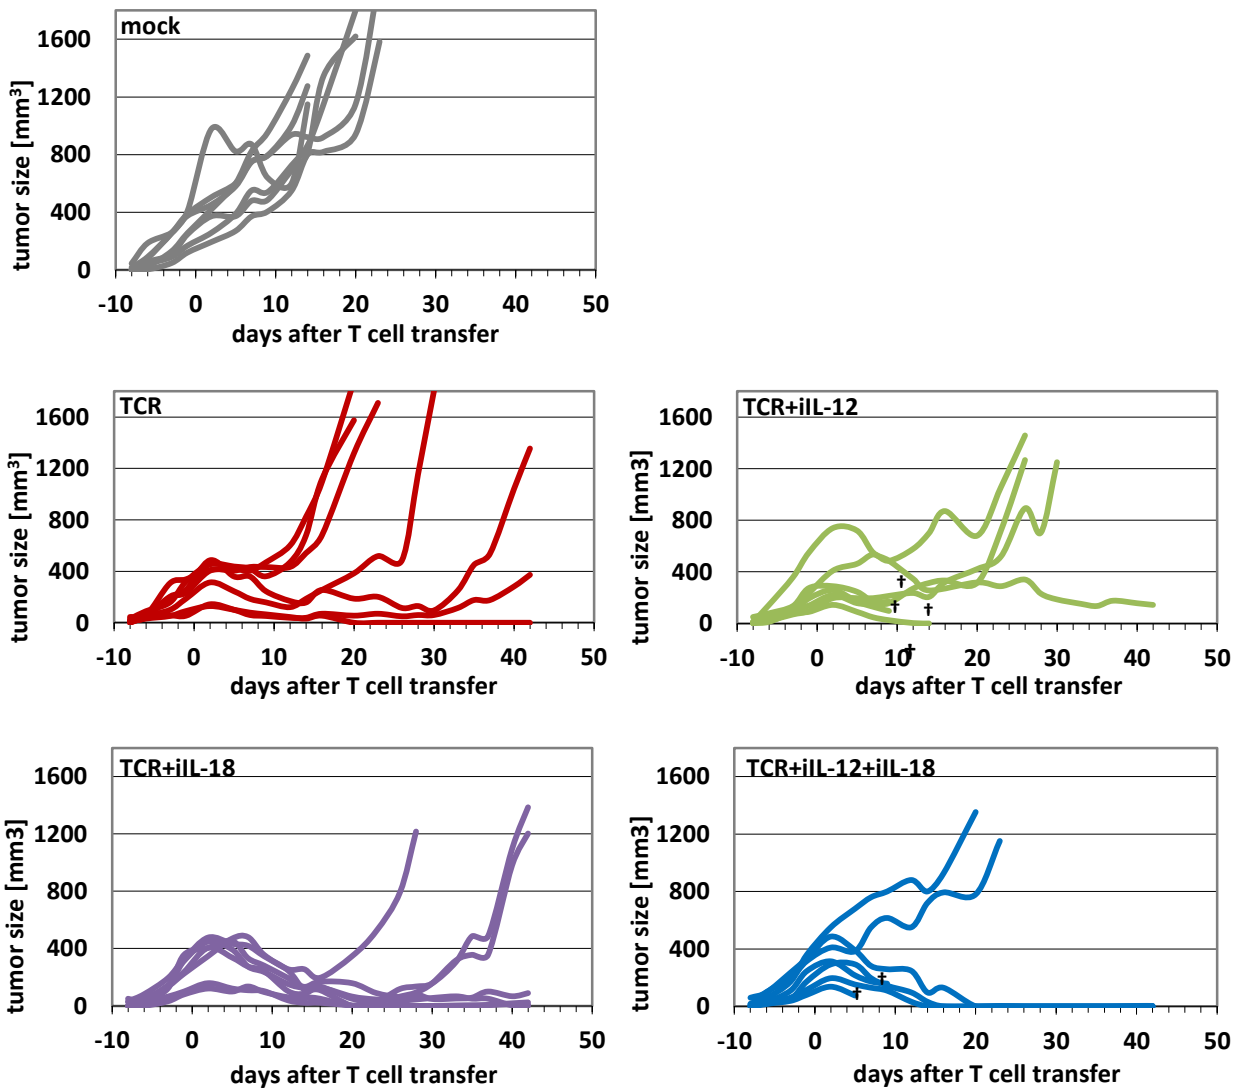 mock
tumor size [mm³]
1600
1200
800
400
0
-10 0 10 20 30 40 50
days after T cell transfer
TCR
tumor size [mm³]
1600
1200
800
400
0
-10 0 10 20 30 40 50
days after T cell transfer
TCR+iIL-12
tumor size [mm3]
1600
1200
800
400
0
† † † †
-10 0 10 20 30 40 50
days after T cell transfer
TCR+iIL-18
tumor size [mm3]
1600
1200
800
400
0
-10 0 10 20 30 40 50
days after T cell transfer
TCR+iIL-12+iIL-18
tumor size [mm3]
1600
1200
800
400
0
† †
-10 0 10 20 30 40 50
days after T cell transfer